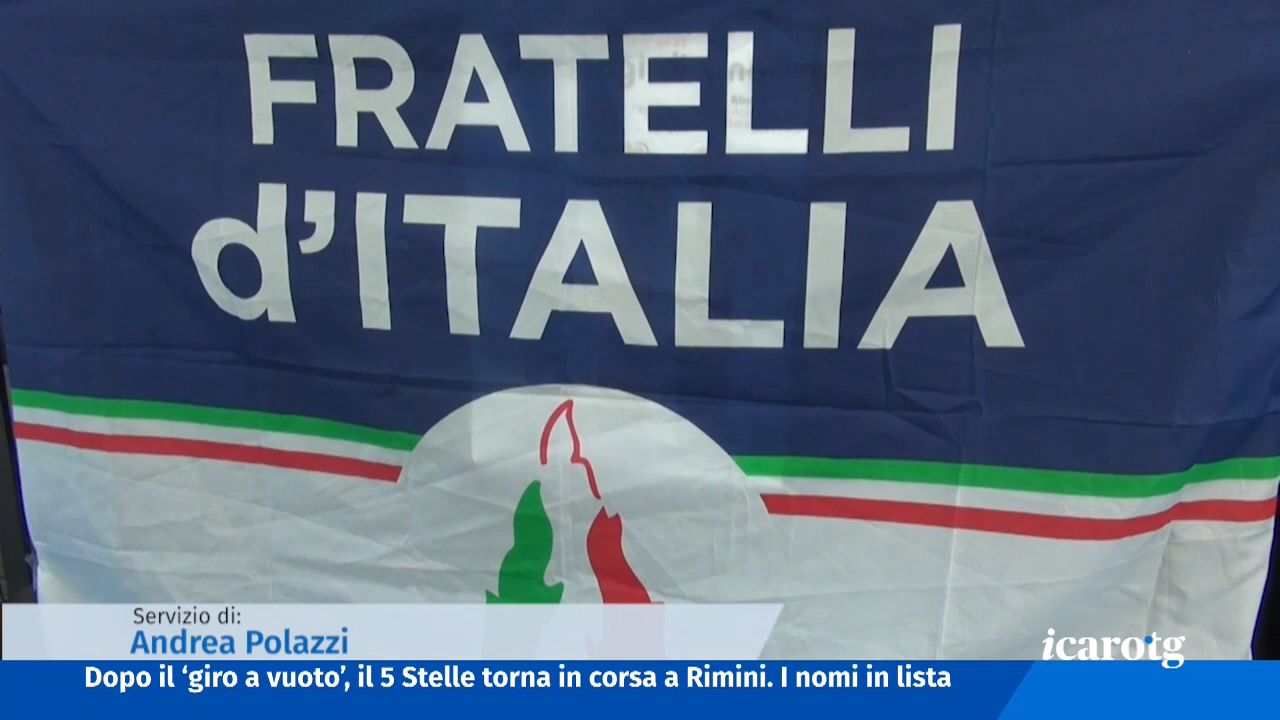 FRATELLI
d'ITALIA
Servizio di:
Andrea Polazzi
icarotg
Dopo il ‘giro a vuoto’, il 5 Stelle torna in corsa a Rimini. I nomi in lista